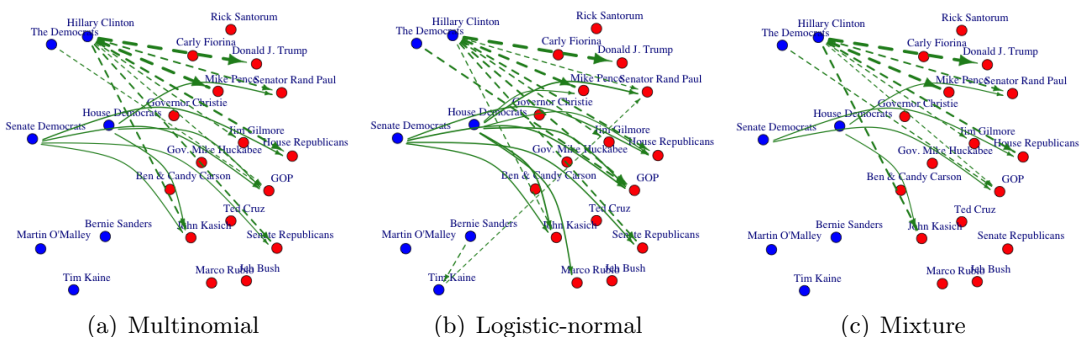 Rick Santorum
Hillary Clinton
The Democrats
Carly Fiorina
Donald J. Trump
Mike Pence
Senator Rand Paul
Governor Christie
House Democrats
Senate Democrats
Jim Gilmore
House Republicans
Gov. Mike Huckabee
Ben & Candy Carson
GOP
Ted Cruz
Bernie Sanders
John Kasich
Martin O'Malley
Senate Republicans
Marco Rubio
Jeb Bush
Tim Kaine
(a) Multinomial
Rick Santorum
Hillary Clinton
The Democrats
Carly Fiorina
Donald J. Trump
Mike Pence
Senator Rand Paul
Governor Christie
House Democrats
Senate Democrats
Jim Gilmore
House Republicans
Gov. Mike Huckabee
Ben & Candy Carson
GOP
Ted Cruz
Bernie Sanders
John Kasich
Martin O'Malley
Senate Republicans
Marco Rubio
Jeb Bush
Tim Kaine
(b) Logistic-normal
Rick Santorum
Hillary Clinton
The Democrats
Carly Fiorina
Donald J. Trump
Mike Pence
Senator Rand Paul
Governor Christie
House Democrats
Senate Democrats
Jim Gilmore
House Republicans
Gov. Mike Huckabee
Ben & Candy Carson
GOP
Ted Cruz
Bernie Sanders
John Kasich
Martin O'Malley
Senate Republicans
Marco Rubio
Jeb Bush
Tim Kaine
(c) Mixture